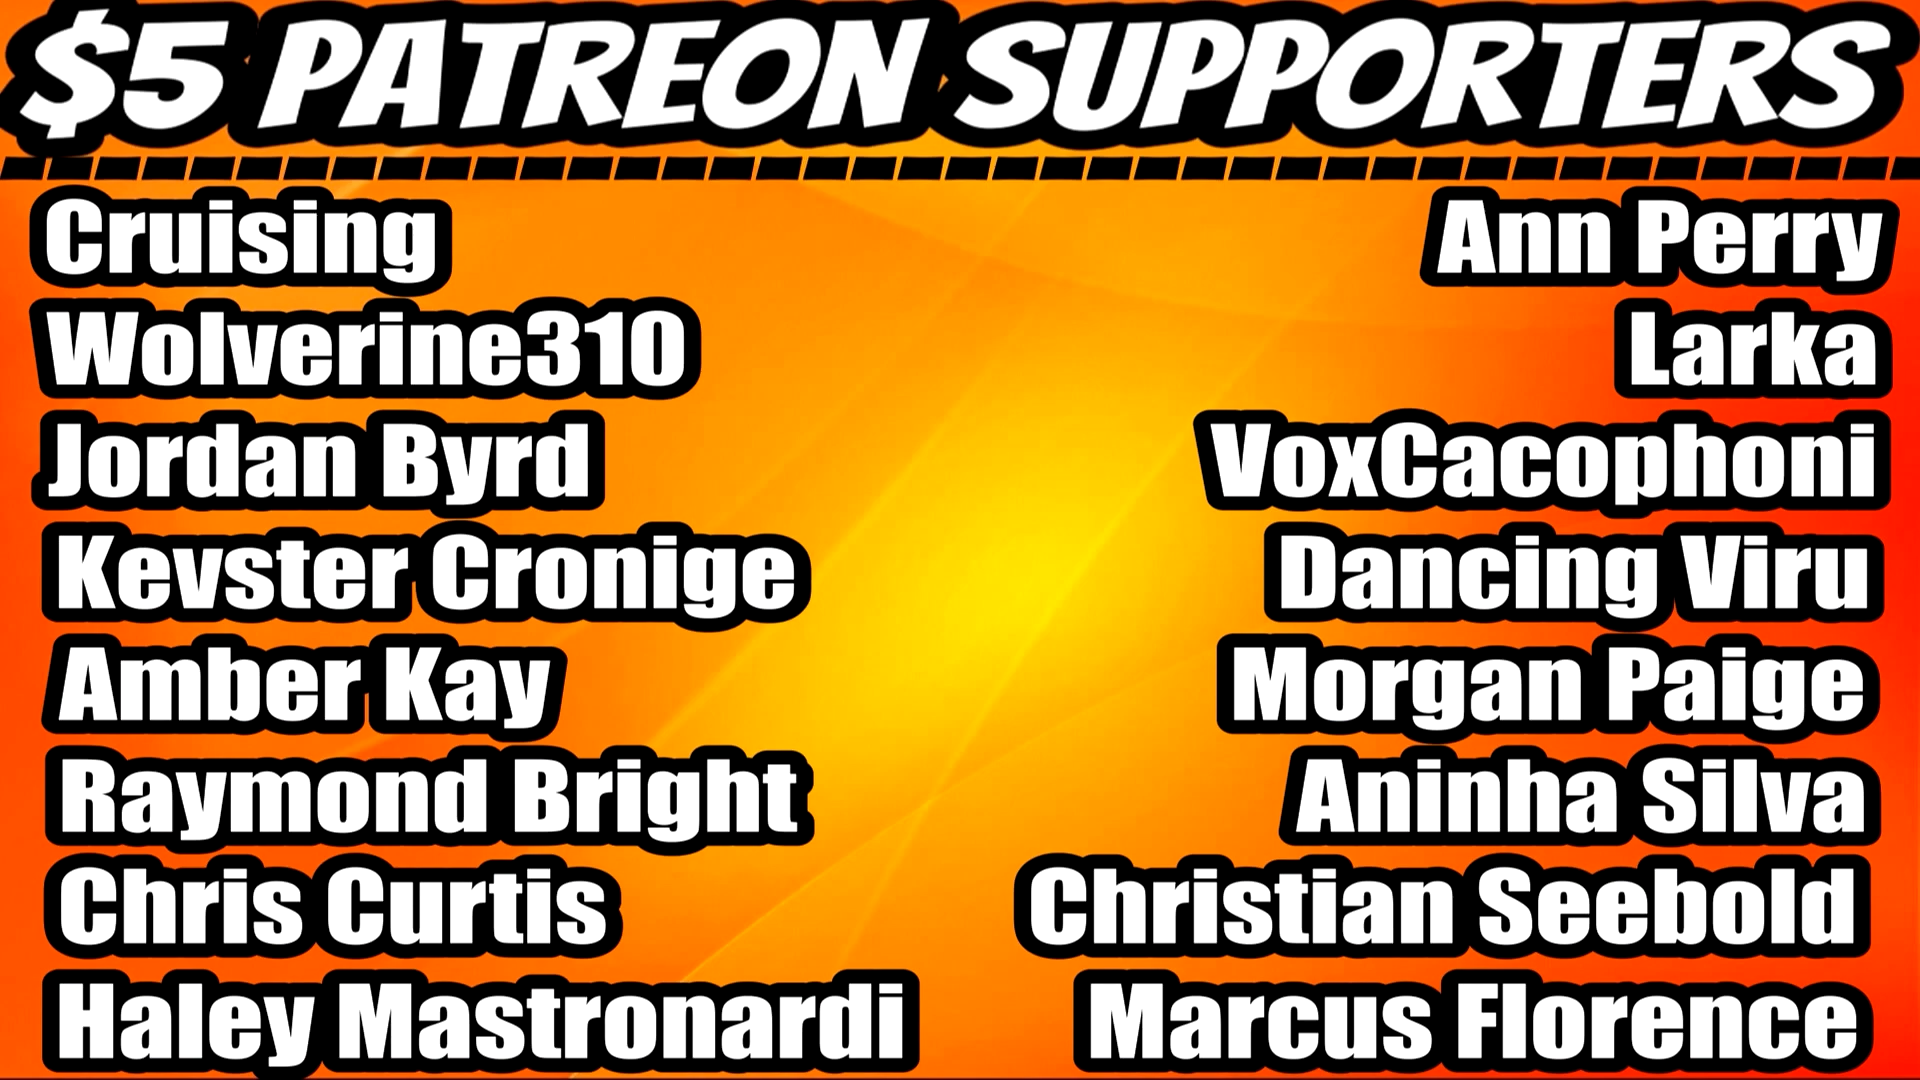 $5 PATREON SUPPORTERS
Cruising
Wolverine310
Jordan Byrd
Kevster Cronige
Amber Kay
Raymond Bright
Chris Curtis
Haley Mastronardi
Ann Perry
Larka
VoxCacophoni
Dancing Viru
Morgan Paige
Aninha Silva
Christian Seebold
Marcus Florence